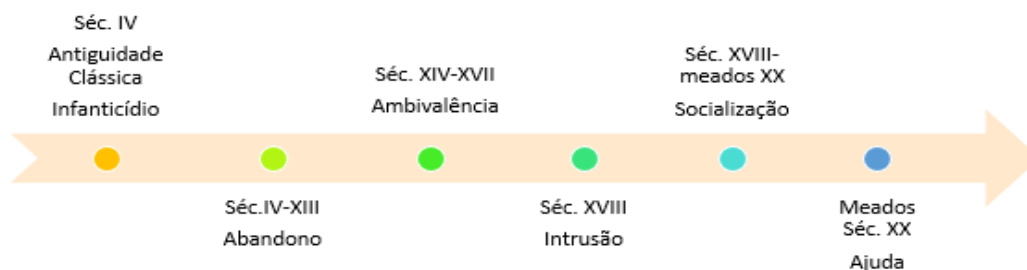 Séc. IV
Antiguidade
Clássica
Infanticídio
Séc.IV-XIII
Abandono
Séc. XIV-XVII
Ambivalência
Séc. XVIII
Intrusão
Séc. XVIII-
meados XX
Socialização
Meados
Séc. XX
Ajuda